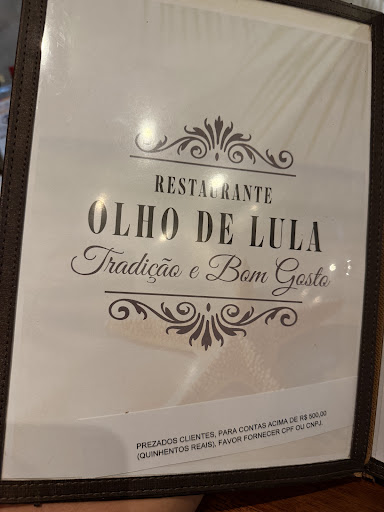 RESTAURANTE
OLHO DE LULA
Tradição e Bom Gosto
PREZADOS CLIENTES, PARA CONTAS ACIMA DE R$ 500,00
(QUINHENTOS REAIS), FAVOR FORNECER CPF OU CNPJ.